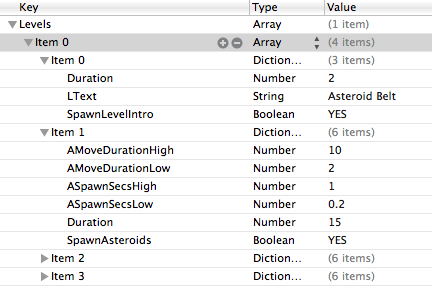 Key Type Value
Levels Array (1 item)
Item 0 Array (4 items)
Item 0 Diction... (3 items)
Duration Number 2
LText String Asteroid Belt
SpawnLevelIntro Boolean YES
Item 1 Diction... (6 items)
AMoveDurationHigh Number 10
AMoveDurationLow Number 2
ASpawnSecsHigh Number 1
ASpawnSecsLow Number 0.2
Duration Number 15
SpawnAsteroids Boolean YES
Item 2 Diction... (6 items)
Item 3 Diction... (6 items)